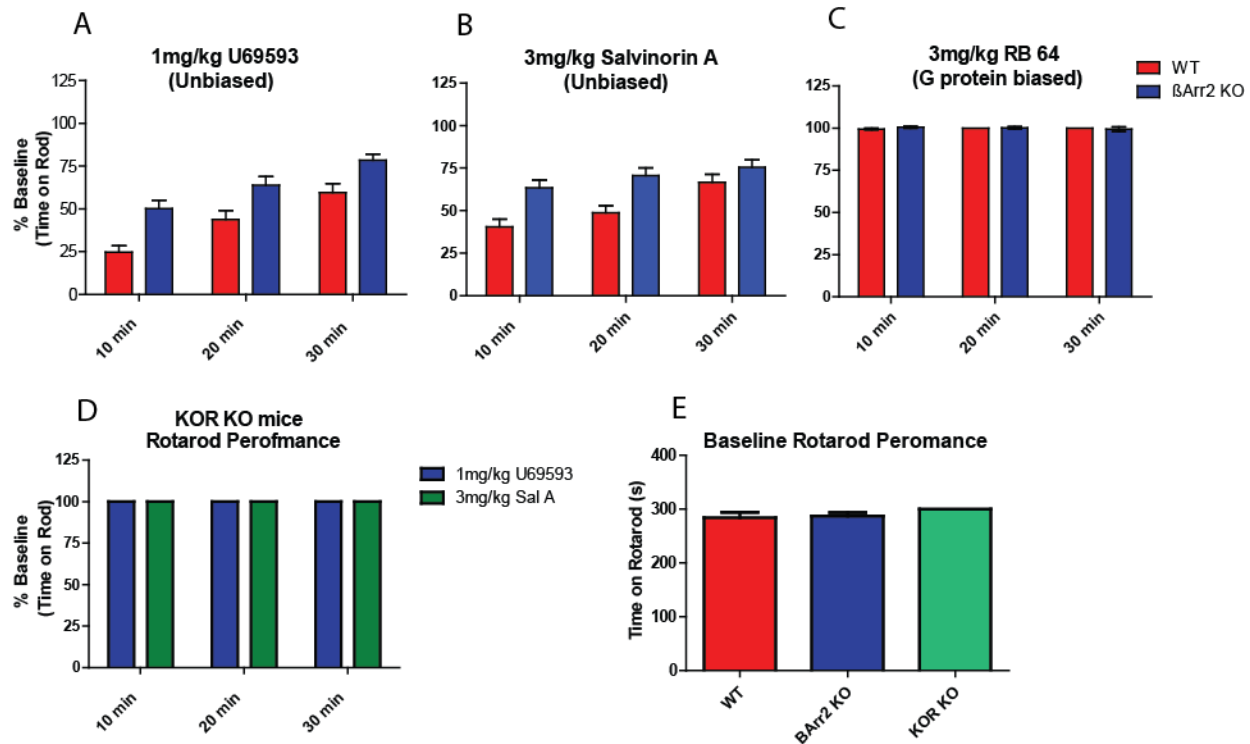 A
1mg/kg U69593
(Unbiased)
% Baseline
(Time on Rod)
125
100
75
50
25
0
10 min
20 min
30 min
B
3mg/kg Salvinorin A
(Unbiased)
125
100
75
50
25
0
10 min
20 min
30 min
C
3mg/kg RB 64
(G protein biased)
125
100
75
50
25
0
10 min
20 min
30 min
WT
ßArr2 KO
D
KOR KO mice
Rotarod Perofmance
% Baseline
(Time on Rod)
125
100
75
50
25
0
10 min
20 min
30 min
1mg/kg U69593
3mg/kg Sal A
E
Baseline Rotarod Peromance
Time on Rotarod (s)
400
300
200
100
0
WT
BArr2 KO
KOR KO